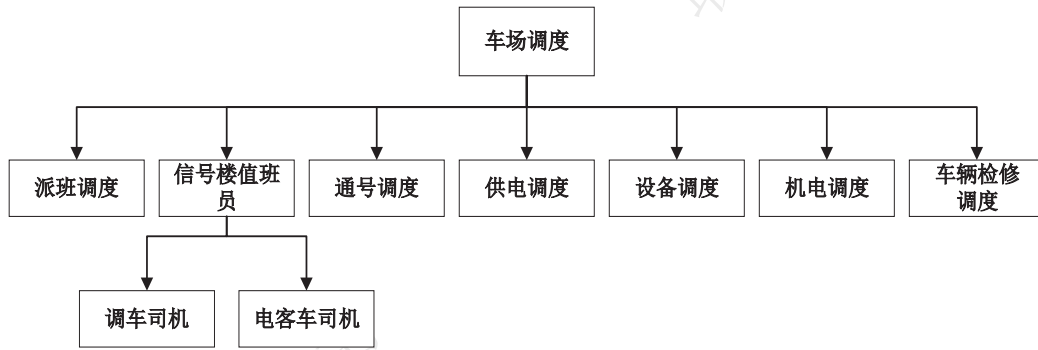 车场调度
派班调度
信号楼值班
员
通号调度
供电调度
设备调度
机电调度
车辆检修
调度
调车司机
电客车司机